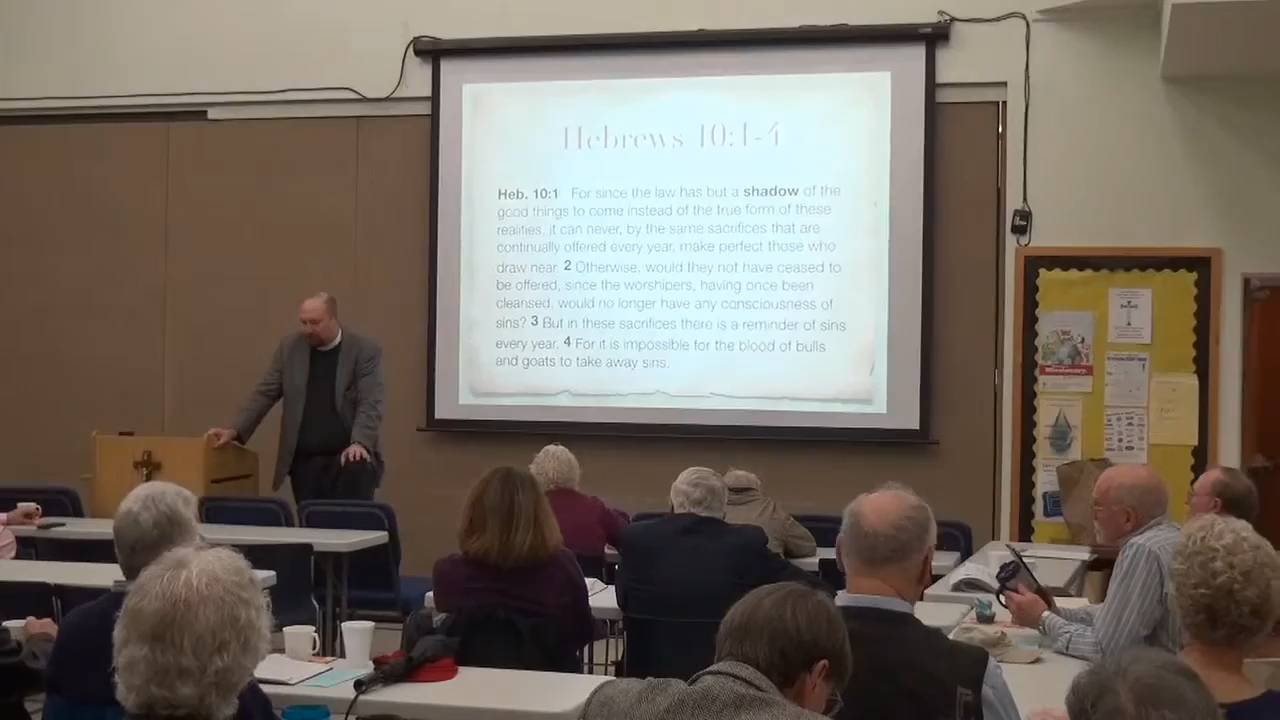 Hebrews 10:1-4
Heb. 10:1 For since the law has but a shadow of the
good things to come instead of the true form of these
realities, it can never, by the same sacrifices that are
continually offered every year, make perfect those who
draw near. 2 Otherwise, would they not have ceased to
be offered, since the worshipers, having once been
cleansed, would no longer have any consciousness of
sins? 3 But in these sacrifices there is a reminder of sins
every year. 4 For it is impossible for the blood of bulls
and goats to take away sins.